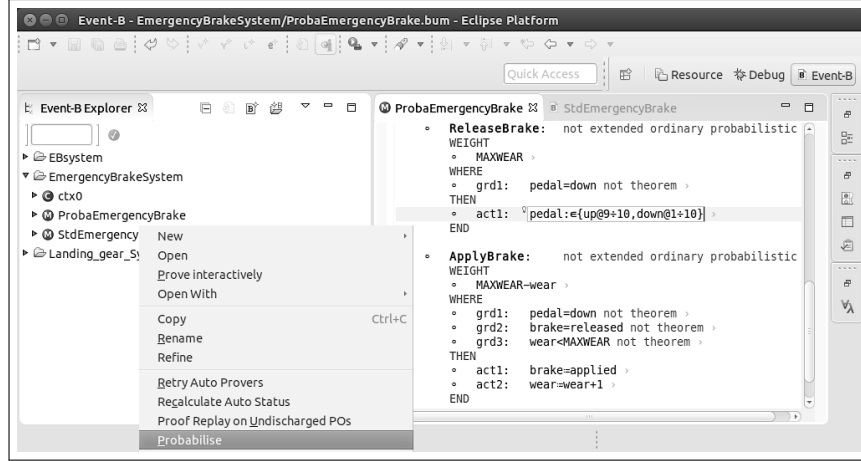 Event-B - EmergencyBrakeSystem/ProbaEmergencyBrake.bum - Eclipse Platform
Quick Access
Resource
Debug
Event-B
Event-B Explorer
EBsystem
EmergencyBrakeSystem
ctx0
ProbaEmergencyBrake
StdEmergency
Landing_gear_Sy
New
Open
Prove interactively
Open With
Copy Ctrl+C
Rename
Refine
Retry Auto Provers
Recalculate Auto Status
Proof Replay on Undischarged POs
Probabilise
ProbaEmergencyBrake
StdEmergencyBrake
ReleaseBrake: not extended ordinary probabilistic
WEIGHT
MAXWEAR
WHERE
grd1: pedal=down not theorem
THEN
act1: pedal:∈{up@9÷10,down@1÷10}
END
ApplyBrake: not extended ordinary probabilistic
WEIGHT
MAXWEAR−wear
WHERE
grd1: pedal=down not theorem
grd2: brake=released not theorem
grd3: wear<MAXWEAR not theorem
THEN
act1: brake≔applied
act2: wear≔wear+1
END